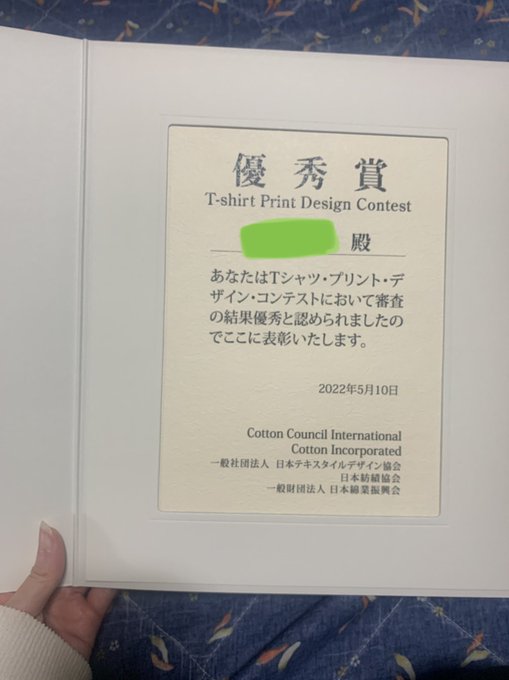 優秀賞
T-shirt Print Design Contest
殿
あなたはTシャツ・プリント・デ
ザイン・コンテストにおいて審査
の結果優秀と認められましたの
でここに表彰いたします。
2022年5月10日
Cotton Council International
Cotton Incorporated
一般社団法人 日本テキスタイルデザイン協会
日本紡績協会
一般財団法人 日本綿業振興会